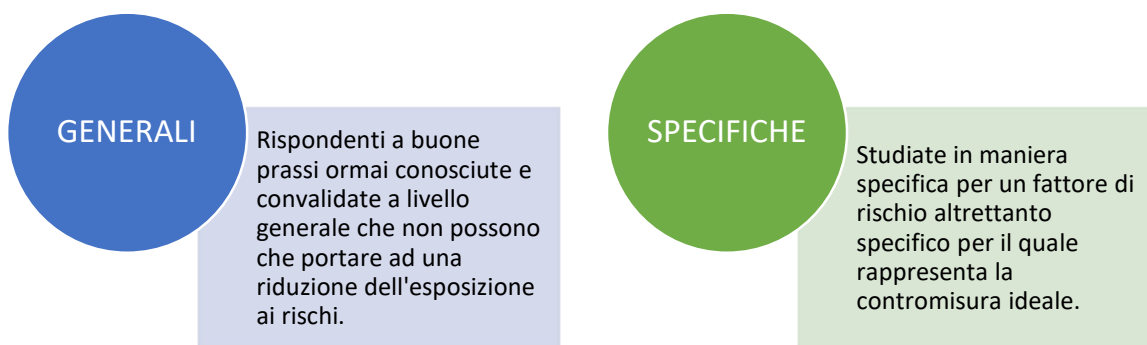 GENERALI
Rispondenti a buone
prassi ormai conosciute e
convalidate a livello
generale che non possono
che portare ad una
riduzione dell'esposizione
ai rischi.
SPECIFICHE
Studiate in maniera
specifica per un fattore di
rischio altrettanto
specifico per il quale
rappresenta la
contromisura ideale.